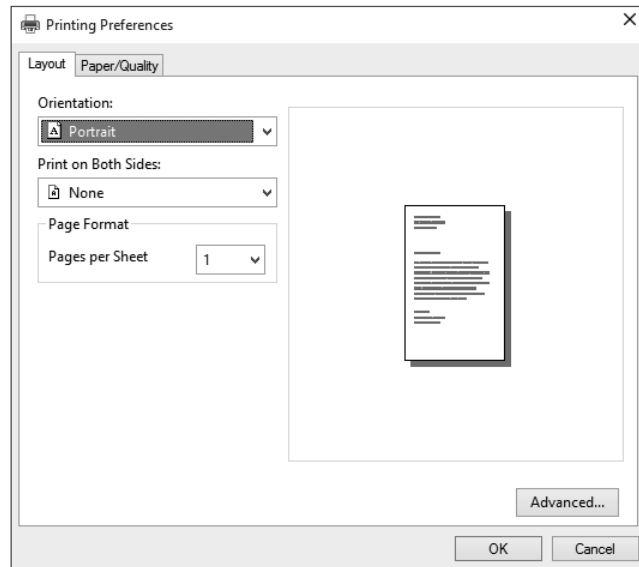 Printing Preferences
Layout
Paper/Quality
Orientation:
Portrait
Print on Both Sides:
None
Page Format
Pages per Sheet
1
Advanced...
OK
Cancel